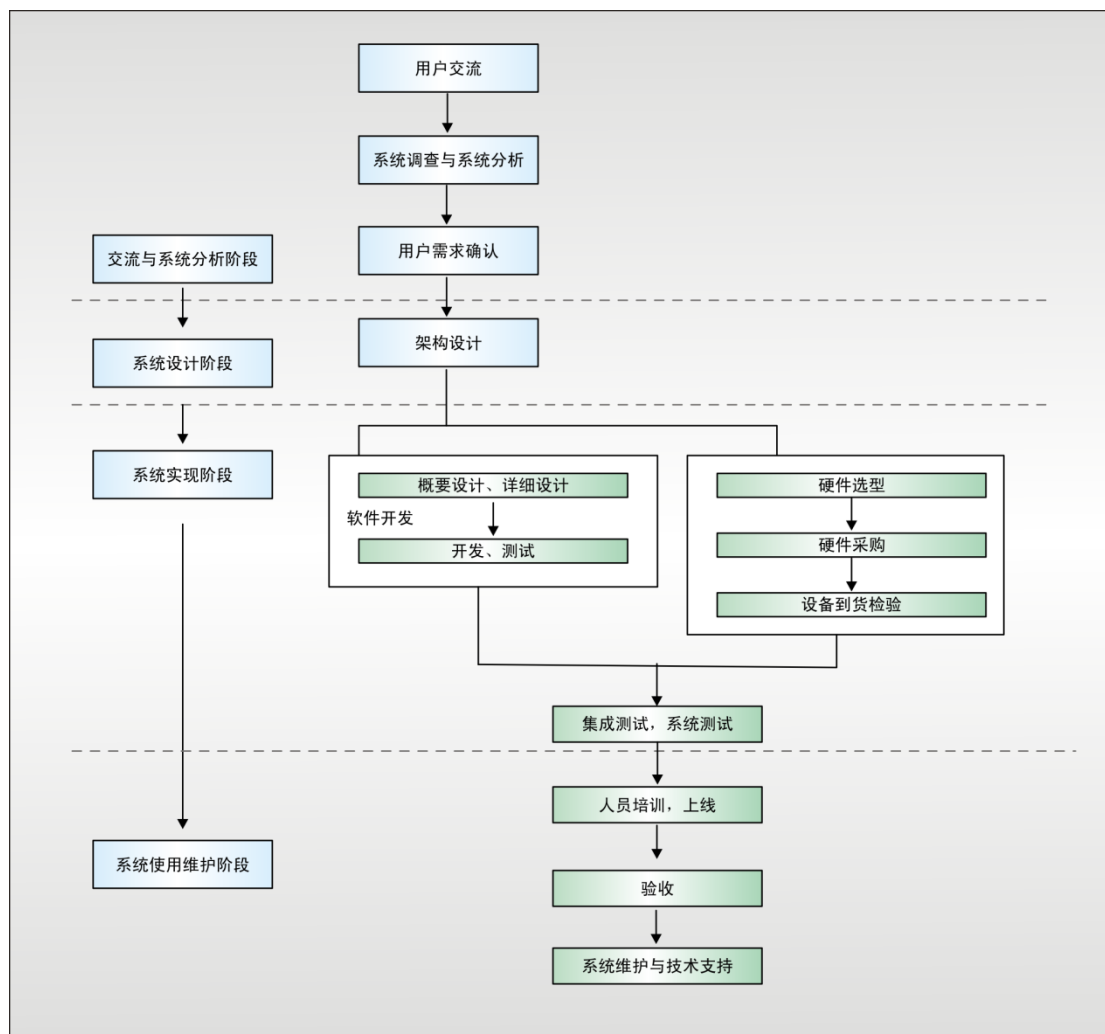 用户交流
系统调查与系统分析
用户需求确认
交流与系统分析阶段
架构设计
系统设计阶段
系统实现阶段
概要设计、详细设计
软件开发
开发、测试
硬件选型
硬件采购
设备到货检验
集成测试，系统测试
人员培训，上线
系统使用维护阶段
验收
系统维护与技术支持